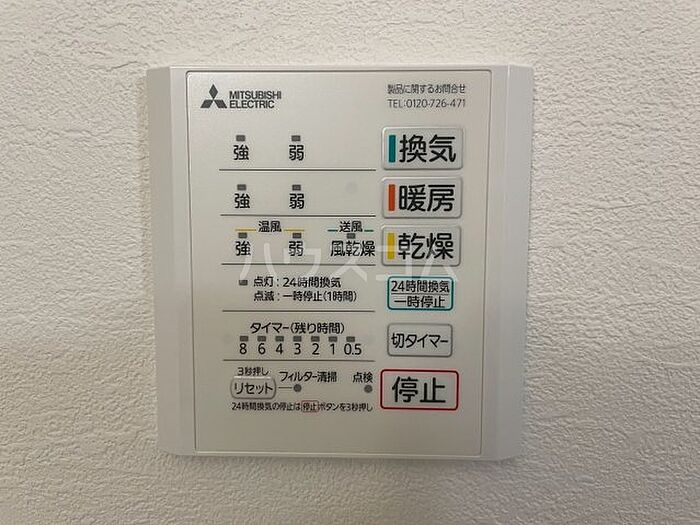 MITSUBISHI
ELECTRIC
製品に関するお問合せ
TEL:0120-726-471
強 弱 換気
強 弱 暖房
温風 送風
強 弱 風乾燥 乾燥
点灯:24時間換気
点滅:一時停止(1時間)
24時間換気
一時停止
タイマー(残り時間)
8 6 4 3 2 1 0.5
切タイマー
3秒押し
リセット フィルター清掃 点検
停止
24時間換気の停止は停止ボタンを3秒押し
ハウスコム